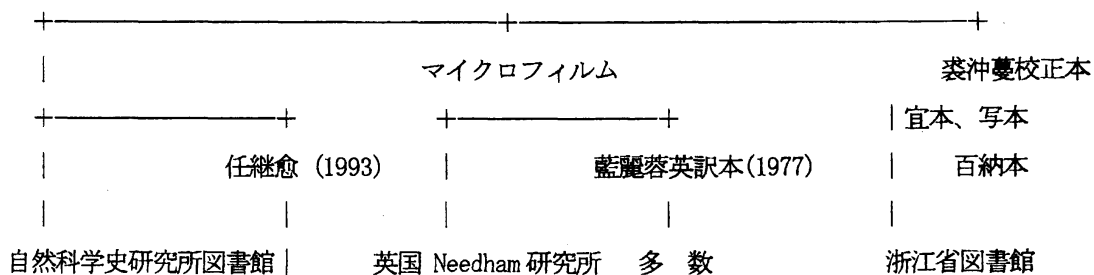 マイクロフィルム 裘沖蔓校正本
宜本、写本
任継愈 (1993) 藍麗蓉英訳本(1977) 百納本
自然科学史研究所図書館 英国 Needham 研究所 多 数 浙江省図書館